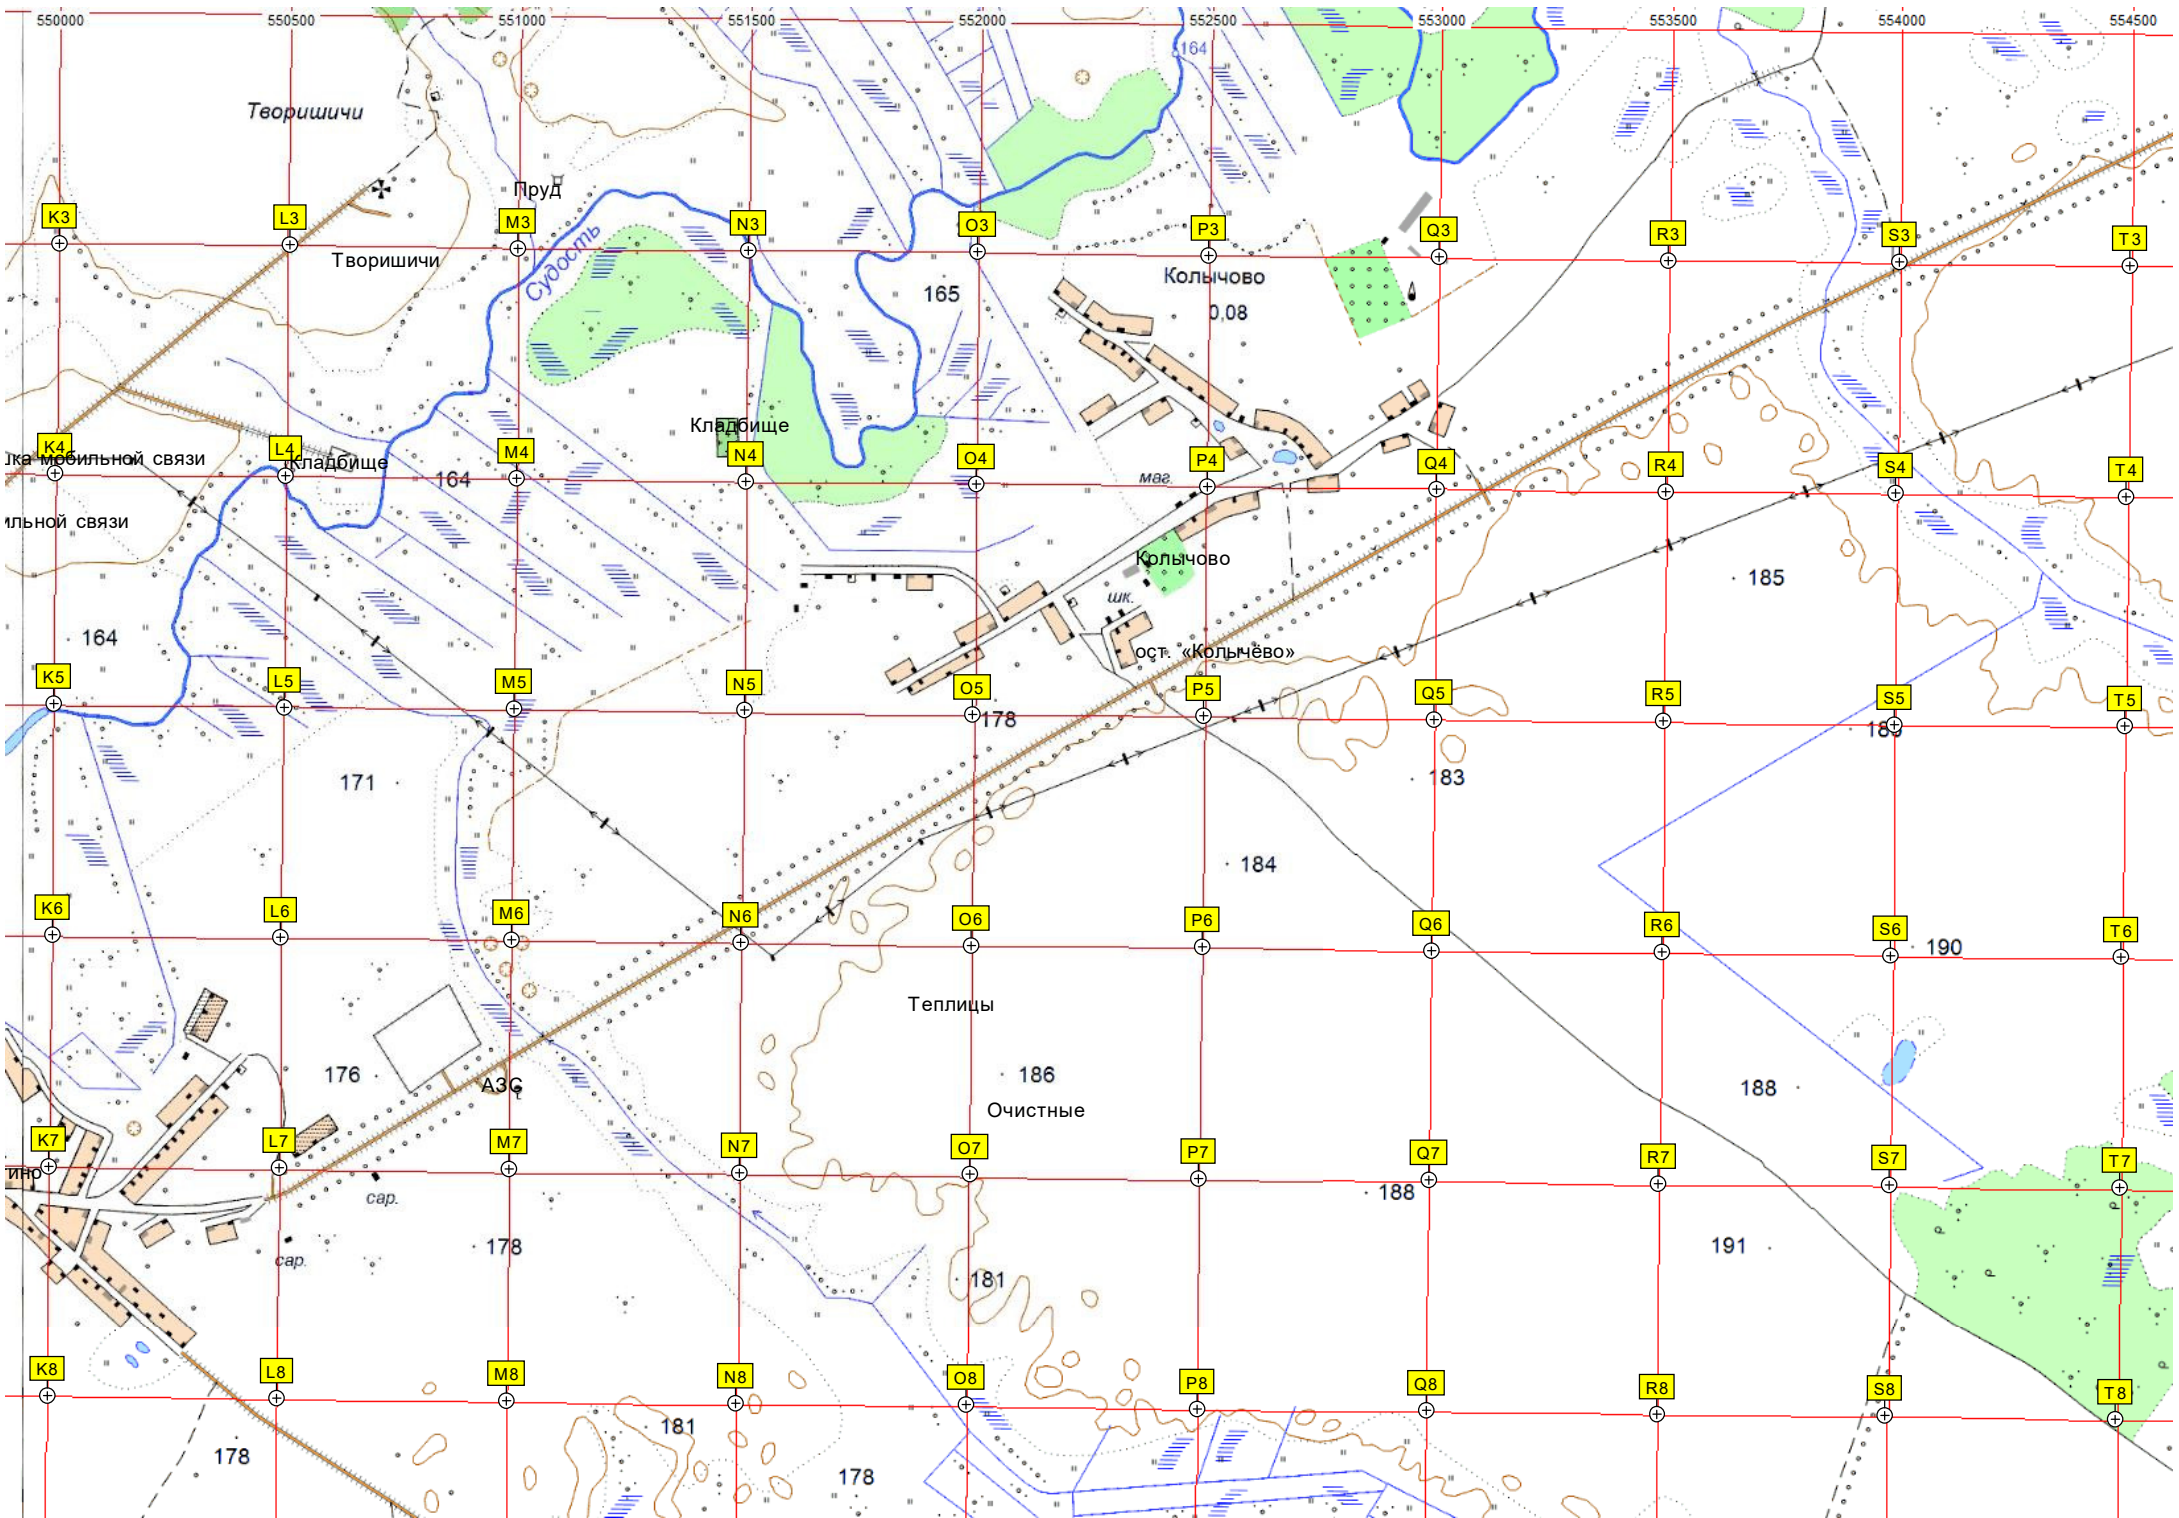 550000 550500 551000 551500 552000 552500 553000 553500 554000 554500
164
Творишичи
Пруд
K3 L3 M3 N3 O3 P3 Q3 R3 S3 T3
Судость
Творишичи
Колычово
165
0,08
Кладбище
K4 L4 M4 N4 O4 P4 Q4 R4 S4 T4
ка мобильной связи
Кладбище
164
маг.
льной связи
Колычово
185
шк.
164
ост. «Колычёво»
K5 L5 M5 N5 O5 P5 Q5 R5 S5 T5
178
171
183
184
K6 L6 M6 N6 O6 P6 Q6 R6 S6 T6
190
Теплицы
176
АЗС
186
188
Очистные
K7 L7 M7 N7 O7 P7 Q7 R7 S7 T7
ино
сар.
188
178
191
сар.
181
K8 L8 M8 N8 O8 P8 Q8 R8 S8 T8
181
178
178